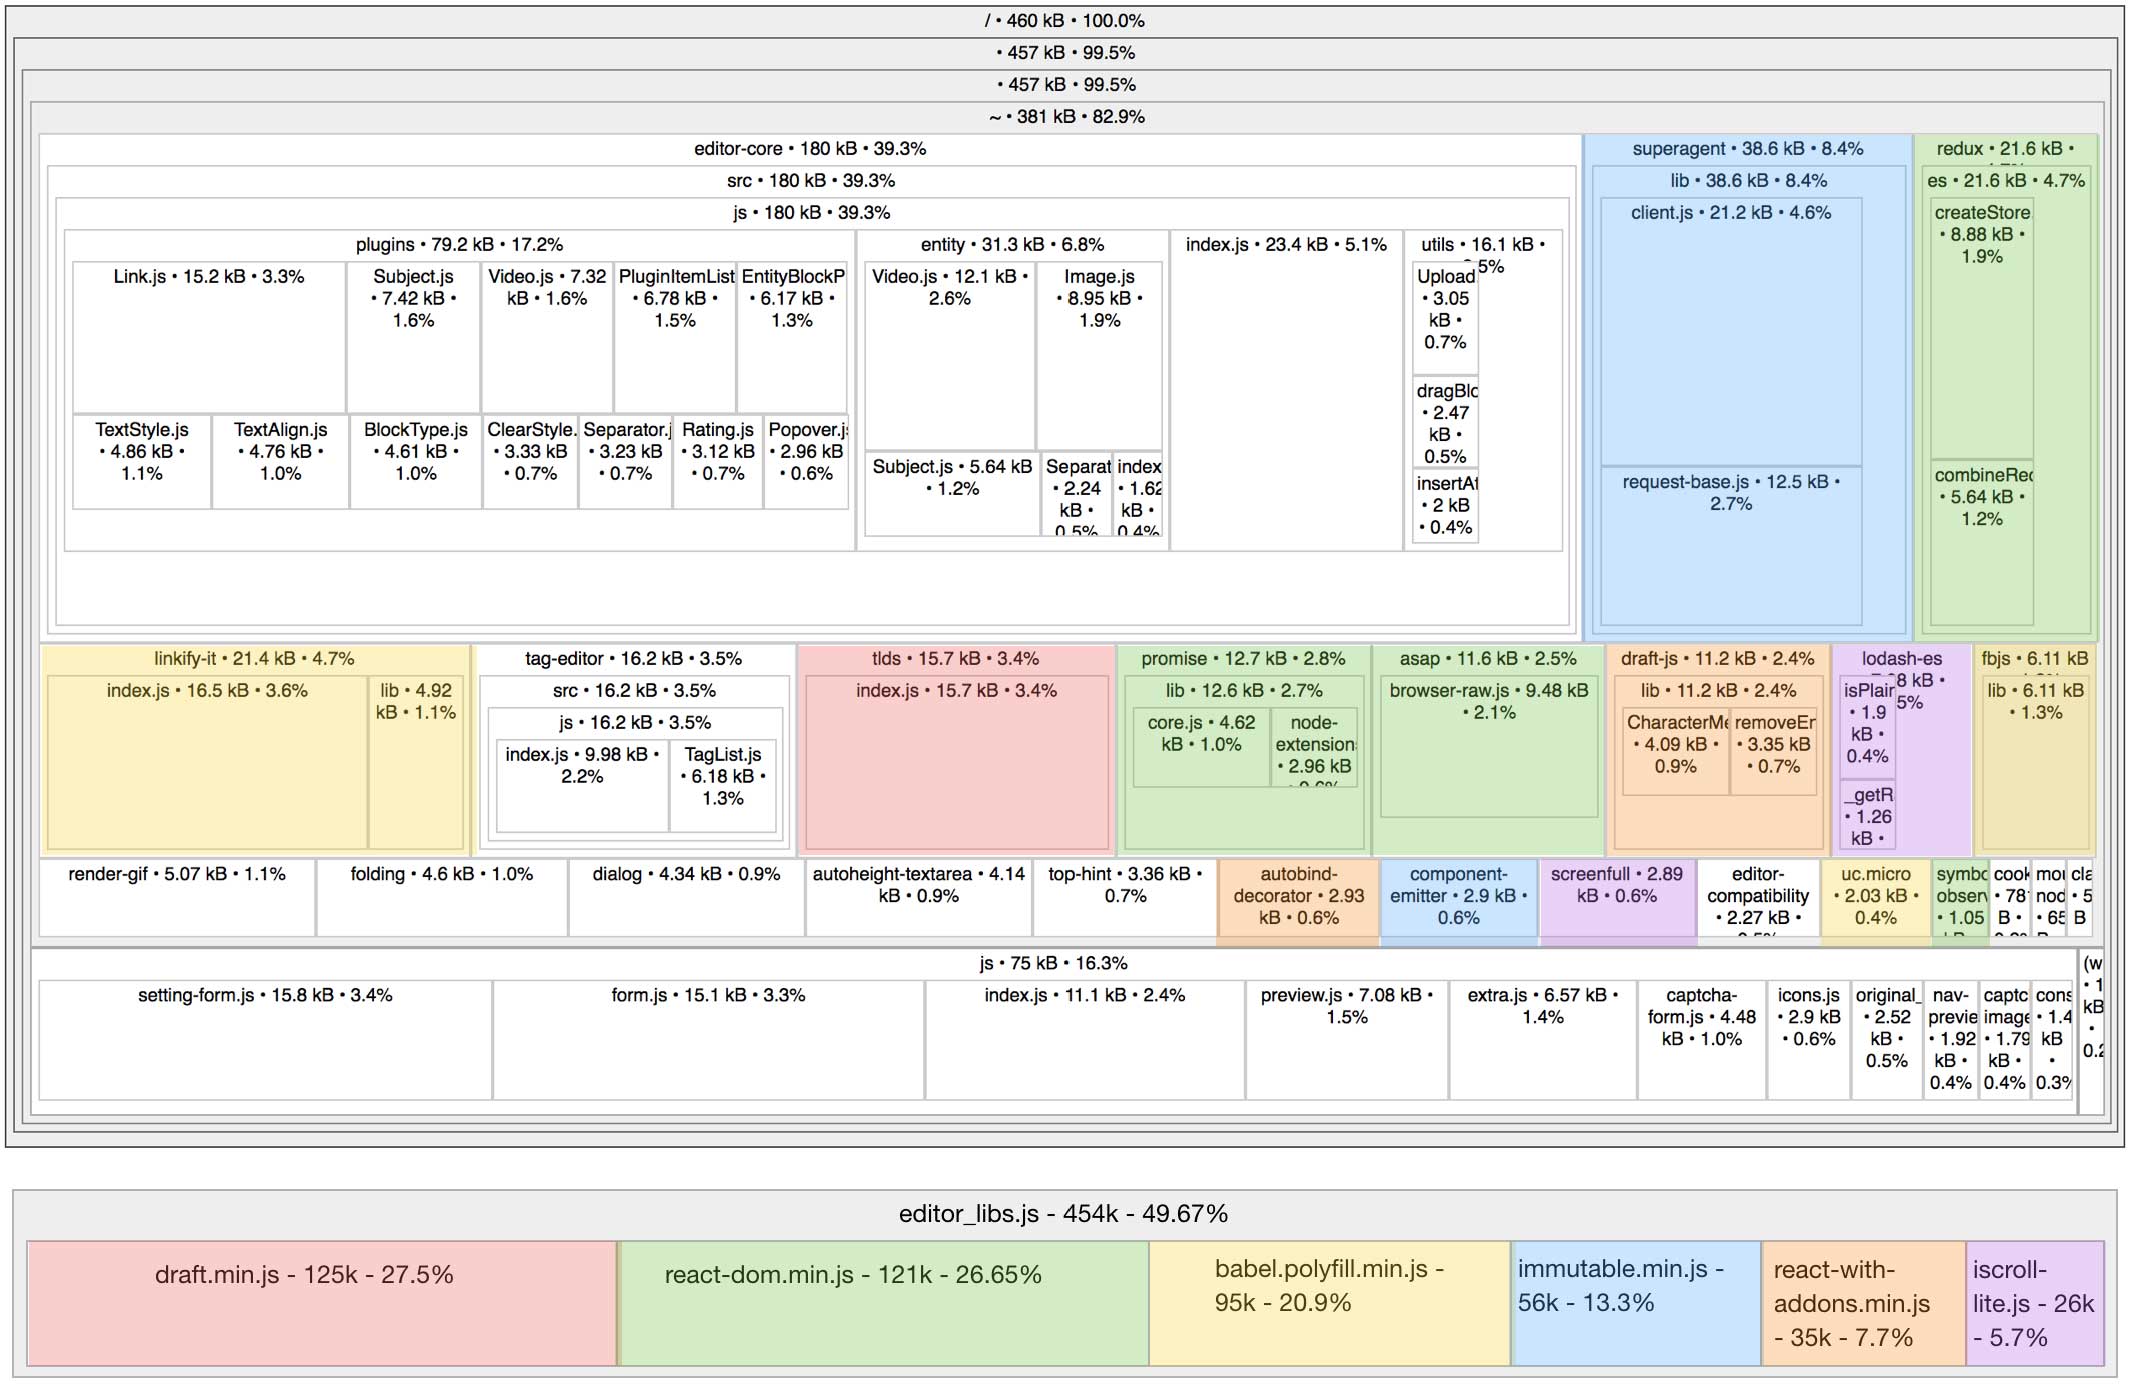 / • 460 kB • 100.0%
• 457 kB • 99.5%
• 457 kB • 99.5%
~ • 381 kB • 82.9%
editor-core • 180 kB • 39.3%
src • 180 kB • 39.3%
js • 180 kB • 39.3%
plugins • 79.2 kB • 17.2%
Link.js • 15.2 kB • 3.3%
Subject.js
• 7.42 kB •
1.6%
Video.js • 7.32
kB • 1.6%
PluginItemList
• 6.78 kB •
1.5%
EntityBlockP
• 6.17 kB •
1.3%
TextStyle.js
• 4.86 kB •
1.1%
TextAlign.js
• 4.76 kB •
1.0%
BlockType.js
• 4.61 kB •
1.0%
ClearStyle.
• 3.33 kB
• 0.7%
Separator.j
• 3.23 kB
• 0.7%
Rating.js
• 3.12 kB
• 0.7%
Popover.j
• 2.96 kB
• 0.6%
entity • 31.3 kB • 6.8%
Video.js • 12.1 kB •
2.6%
Image.js
• 8.95 kB •
1.9%
Subject.js • 5.64 kB
• 1.2%
Separat
• 2.24
kB •
0.5%
index
• 1.62
kB •
0.4%
index.js • 23.4 kB • 5.1%
utils • 16.1 kB •
5%
Upload
• 3.05
kB •
0.7%
dragBlo
• 2.47
kB •
0.5%
insertAt
• 2 kB
• 0.4%
superagent • 38.6 kB • 8.4%
lib • 38.6 kB • 8.4%
client.js • 21.2 kB • 4.6%
request-base.js • 12.5 kB •
2.7%
redux • 21.6 kB •
es • 21.6 kB • 4.7%
createStore.
• 8.88 kB •
1.9%
combineRed
• 5.64 kB •
1.2%
linkify-it • 21.4 kB • 4.7%
index.js • 16.5 kB • 3.6%
lib • 4.92
kB • 1.1%
tag-editor • 16.2 kB • 3.5%
src • 16.2 kB • 3.5%
js • 16.2 kB • 3.5%
index.js • 9.98 kB •
2.2%
TagList.js
• 6.18 kB •
1.3%
tlds • 15.7 kB • 3.4%
index.js • 15.7 kB • 3.4%
promise • 12.7 kB • 2.8%
lib • 12.6 kB • 2.7%
core.js • 4.62
kB • 1.0%
node-
extension
• 2.96 kB
asap • 11.6 kB • 2.5%
browser-raw.js • 9.48 kB
• 2.1%
draft-js • 11.2 kB • 2.4%
lib • 11.2 kB • 2.4%
CharacterMe
• 4.09 kB •
0.9%
removeEn
• 3.35 kB
• 0.7%
lodash-es
8 kB •
5%
isPlain
• 1.9
kB •
0.4%
_getR
• 1.26
kB •
fbjs • 6.11 kB
lib • 6.11 kB
• 1.3%
render-gif • 5.07 kB • 1.1%
folding • 4.6 kB • 1.0%
dialog • 4.34 kB • 0.9%
autoheight-textarea • 4.14
kB • 0.9%
top-hint • 3.36 kB •
0.7%
autobind-
decorator • 2.93
kB • 0.6%
component-
emitter • 2.9 kB •
0.6%
screenfull • 2.89
kB • 0.6%
editor-
compatibility
• 2.27 kB •
uc.micro
• 2.03 kB •
0.4%
symbo
observ
• 1.05
cook
• 78
B •
mou
nod
• 65
cla
• 5
B
js • 75 kB • 16.3%
setting-form.js • 15.8 kB • 3.4%
form.js • 15.1 kB • 3.3%
index.js • 11.1 kB • 2.4%
preview.js • 7.08 kB •
1.5%
extra.js • 6.57 kB •
1.4%
captcha-
form.js • 4.48
kB • 1.0%
icons.js
• 2.9 kB
• 0.6%
original_
• 2.52
kB •
0.5%
nav-
previe
• 1.92
kB •
0.4%
captc
image
• 1.79
kB •
0.4%
cons
• 1.4
kB
•
0.3%
(w
• 1
kB
•
0.2
editor_libs.js - 454k - 49.67%
draft.min.js - 125k - 27.5%
react-dom.min.js - 121k - 26.65%
babel.polyfill.min.js -
95k - 20.9%
immutable.min.js -
56k - 13.3%
react-with-
addons.min.js
- 35k - 7.7%
iscroll-
lite.js - 26k
- 5.7%